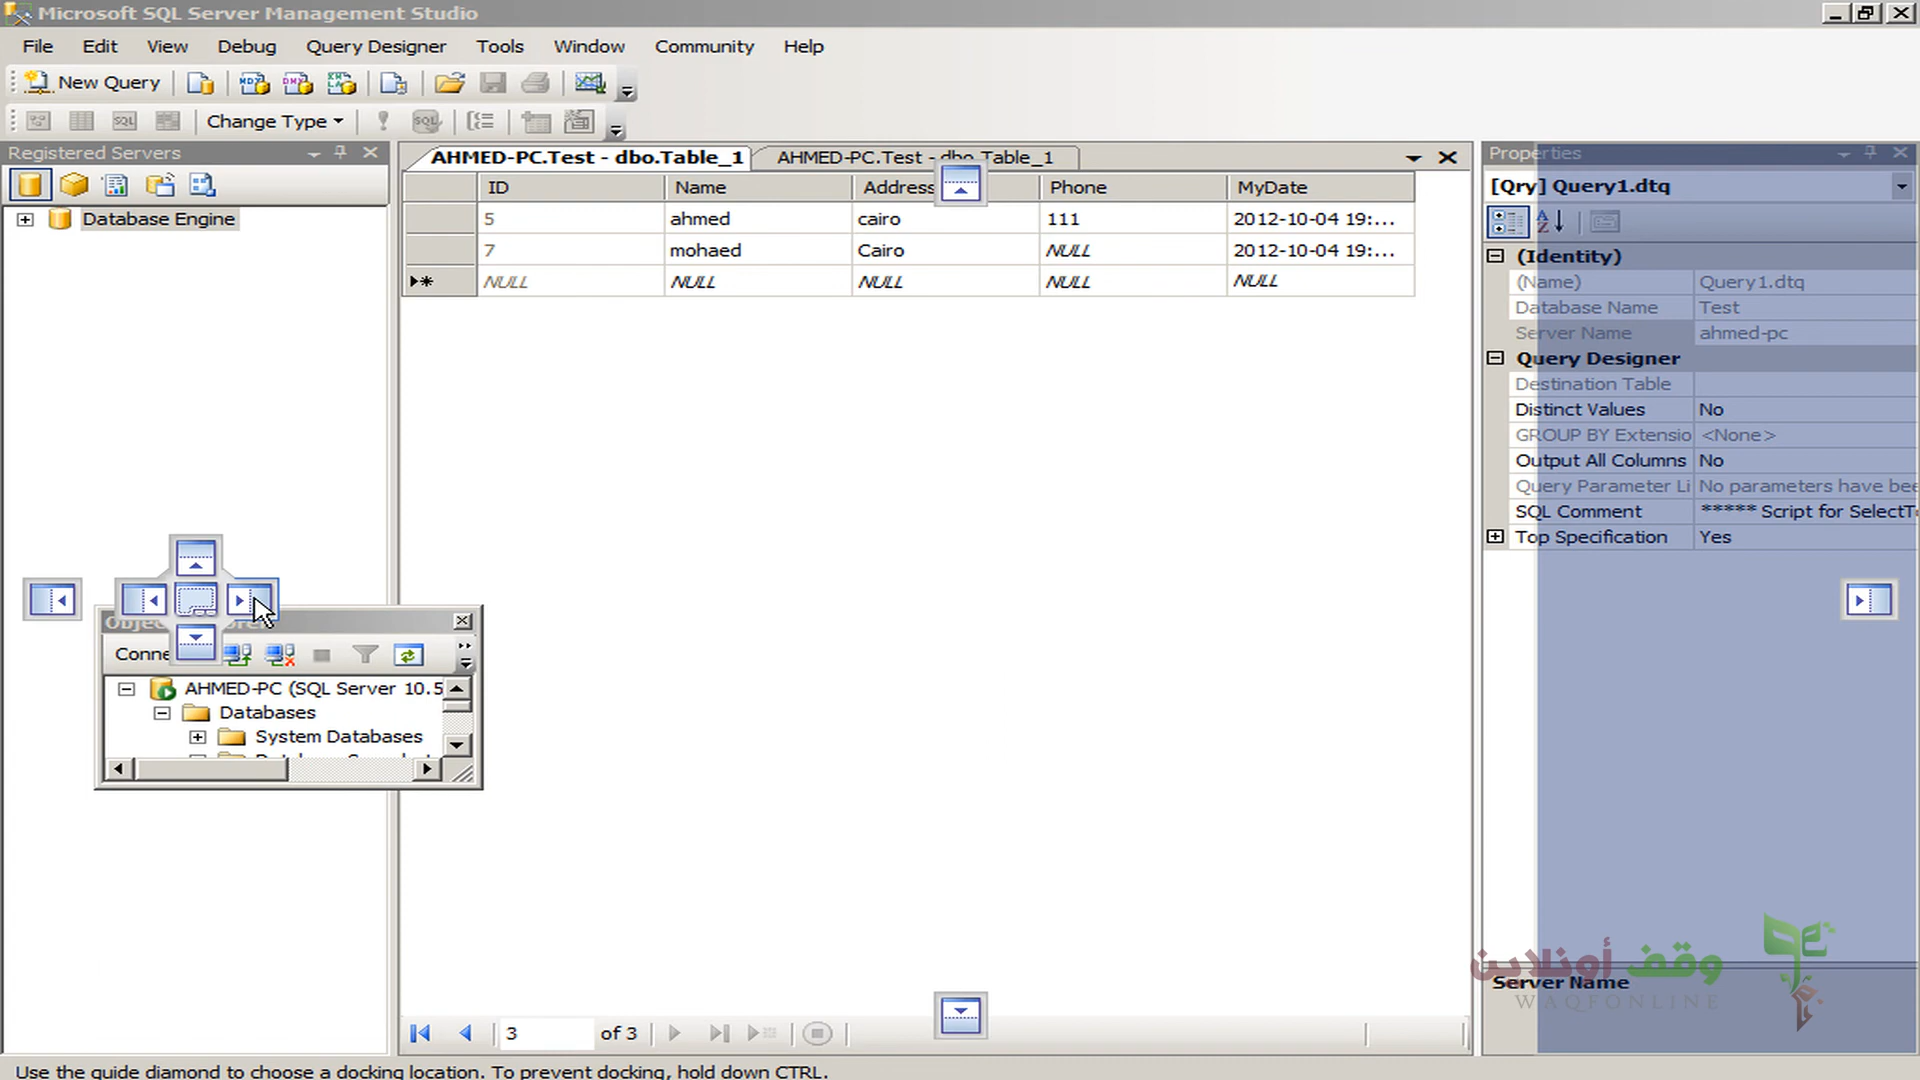 Microsoft SQL Server Management Studio
File Edit View Debug Query Designer Tools Window Community Help
New Query
Change Type
Registered Servers
Database Engine
AHMED-PC.Test - dbo.Table_1
AHMED-PC.Test - dbo.Table_1
ID Name Address Phone MyDate
5 ahmed cairo 111 2012-10-04 19:...
7 mohaed Cairo NULL 2012-10-04 19:...
NULL NULL NULL NULL NULL
Conne
AHMED-PC (SQL Server 10.5
Databases
System Databases
3 of 3
Properties
[Qry] Query1.dtq
(Identity)
(Name) Query1.dtq
Database Name Test
Server Name ahmed-pc
Query Designer
Destination Table
Distinct Values No
GROUP BY Extensio <None>
Output All Columns No
Query Parameter Li No parameters have bee
SQL Comment ***** Script for SelectT
Top Specification Yes
Server Name
وقف أونلاين
WAQFONLINE
Use the guide diamond to choose a docking location. To prevent docking, hold down CTRL.